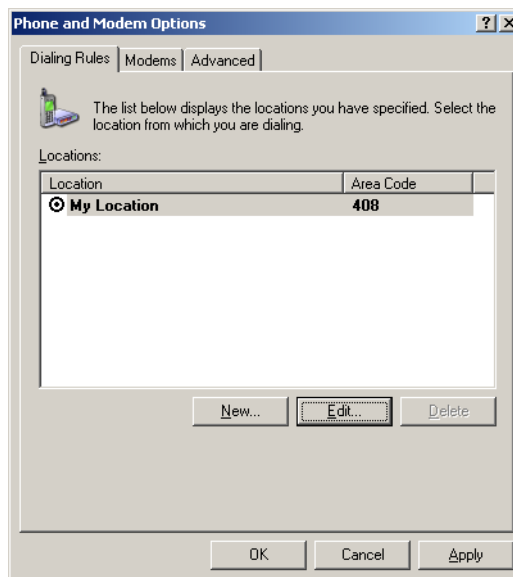 Phone and Modem Options
Dialing Rules Modems Advanced
The list below displays the locations you have specified. Select the
location from which you are dialing.
Locations:
Location Area Code
My Location 408
New... Edit... Delete
OK Cancel Apply